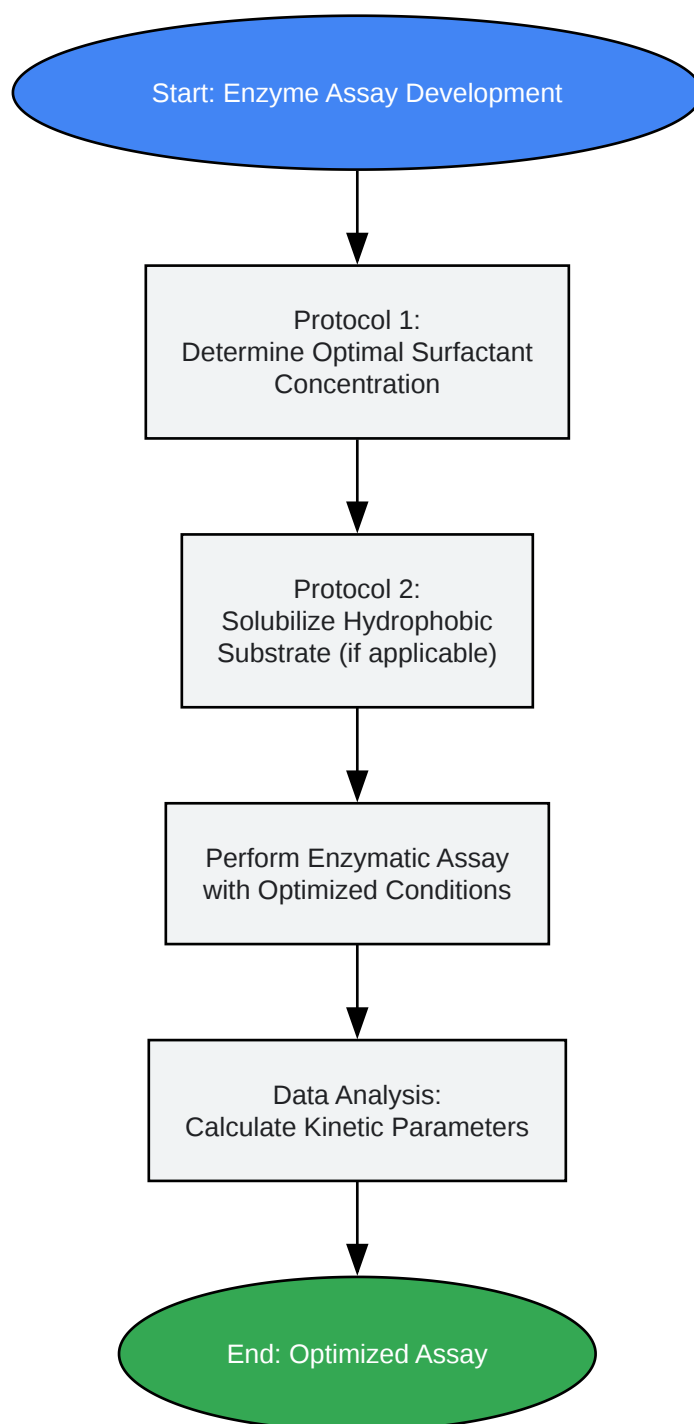 Start: Enzyme Assay Development
Protocol 1:
Determine Optimal Surfactant
Concentration
Protocol 2:
Solubilize Hydrophobic
Substrate (if applicable)
Perform Enzymatic Assay
with Optimized Conditions
Data Analysis:
Calculate Kinetic Parameters
End: Optimized Assay